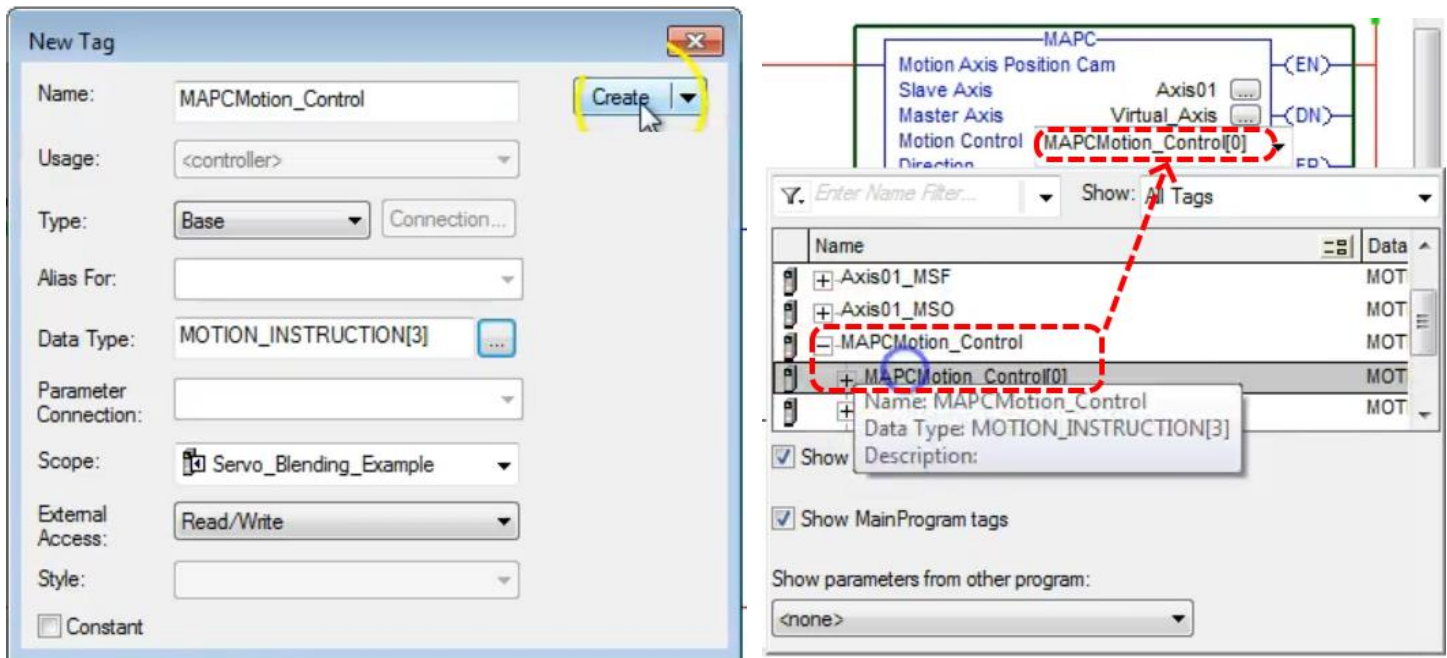 New Tag
Name: MAPCMotion_Control Create
Usage: <controller>
Type: Base Connection...
Alias For:
Data Type: MOTION_INSTRUCTION[3] ...
Parameter
Connection:
Scope: Servo_Blending_Example
External
Access: Read/Write
Style:
Constant
MAPC
Motion Axis Position Cam (EN)
Slave Axis Axis01 ...
Master Axis Virtual_Axis ... (DN)
Motion Control MAPCMotion_Control[0]
Direction (ER)
Enter Name Filter... Show: All Tags
Name Data
Axis01_MSF MOT
Axis01_MSO MOT
MAPCMotion_Control MOT
MAPCMotion_Control[0] MOT
MOT
Name: MAPCMotion_Control
Data Type: MOTION_INSTRUCTION[3]
Show Description:
Show MainProgram tags
Show parameters from other program:
<none>